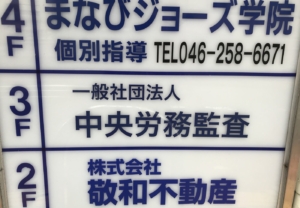 4F まなびジョーズ学院
個別指導 TEL046-258-6671
3F 一般社団法人
中央労務監査
2F 株式会社
敬和不動産